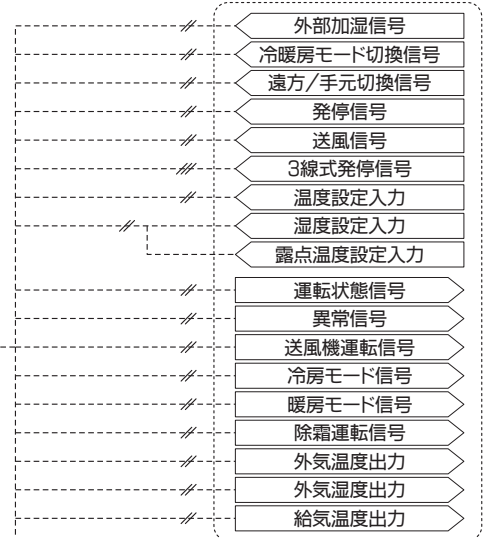 外部加湿信号
冷暖房モード切換信号
遠方/手元切換信号
発停信号
送風信号
3線式発停信号
温度設定入力
湿度設定入力
露点温度設定入力
運転状態信号
異常信号
送風機運転信号
冷房モード信号
暖房モード信号
除霜運転信号
外気温度出力
外気湿度出力
給気温度出力